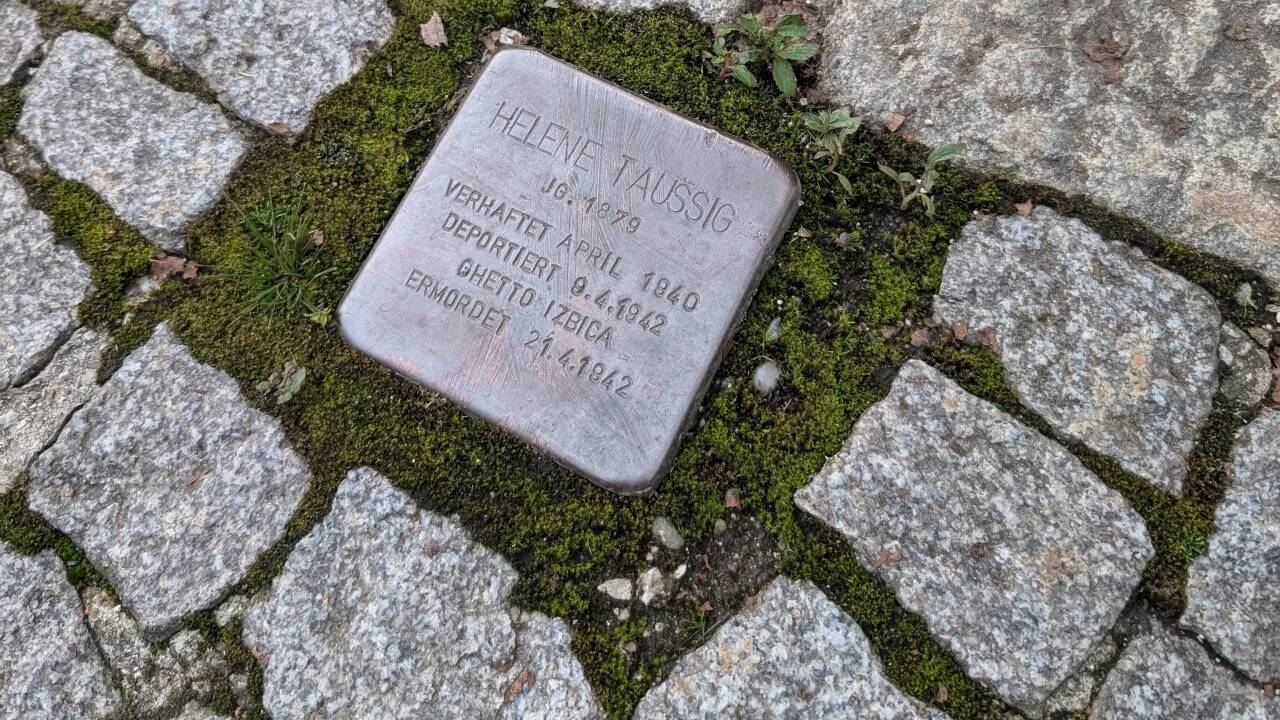 HELENE TAUSSIG
JG. 1879
VERHAFTET APRIL 1940
DEPORTIERT 9.4.1942
GHETTO IZBICA
ERMORDET 21.4.1942